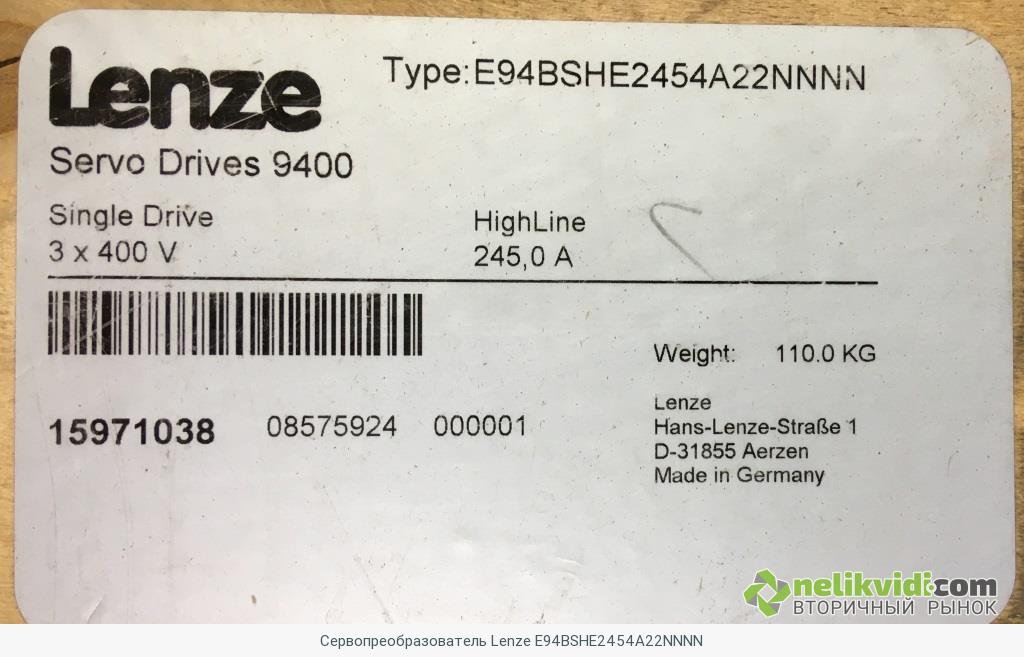 Lenze
Type: E94BSHE2454A22NNNN
Servo Drives 9400
Single Drive
HighLine
3 x 400 V
245,0 A
Weight: 110.0 KG
15971038 08575924 000001
Lenze
Hans-Lenze-Straße 1
D-31855 Aerzen
Made in Germany
nelikvidi.com
ВТОРИЧНЫЙ РЫНОК
Сервопреобразователь Lenze E94BSHE2454A22NNNN